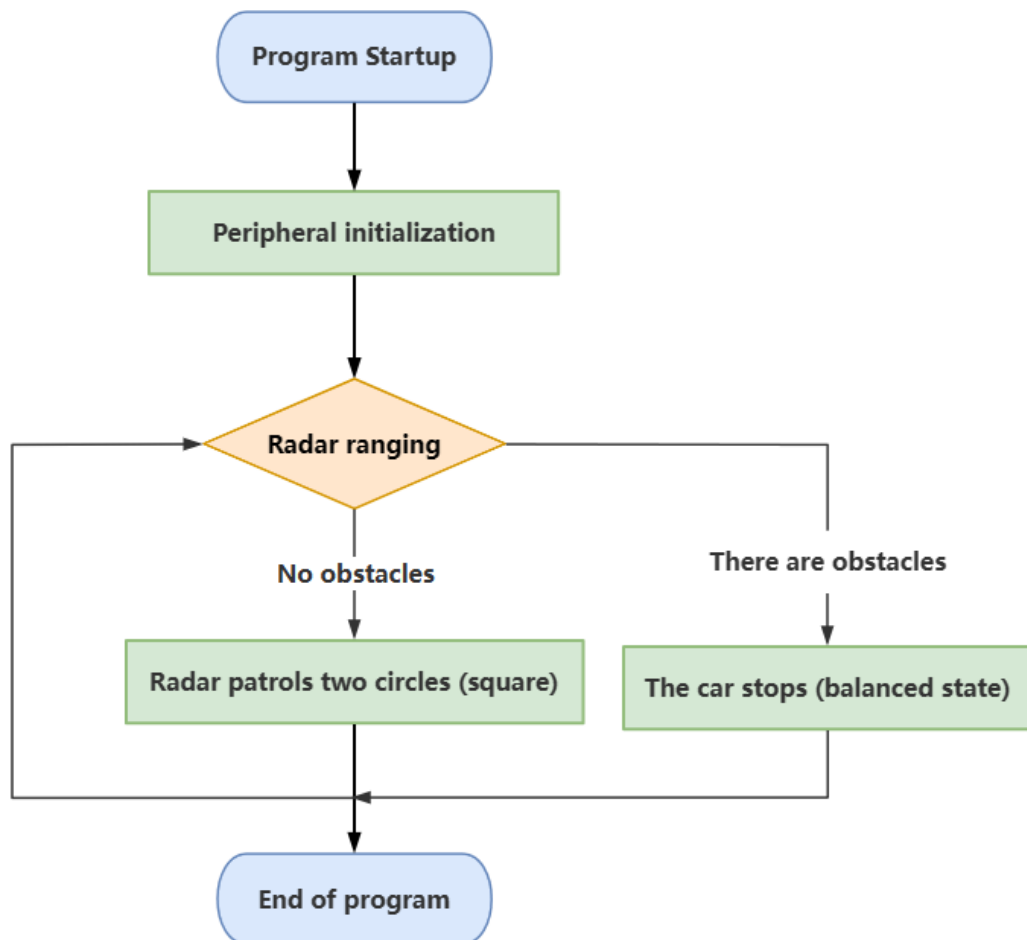 Program Startup
Peripheral initialization
Radar ranging
No obstacles
There are obstacles
Radar patrols two circles (square)
The car stops (balanced state)
End of program